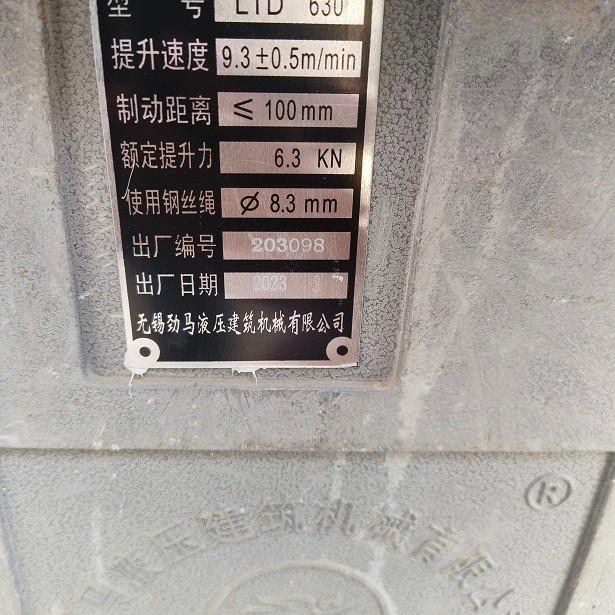 型 号 LTD 630
提升速度 9.3±0.5m/min
制动距离 ≤ 100mm
额定提升力 6.3 KN
使用钢丝绳 Ø 8.3 mm
出厂编号 203098
出厂日期 2023 3
无锡劲马液压建筑机械有限公司
®
马液压建筑机械有限公